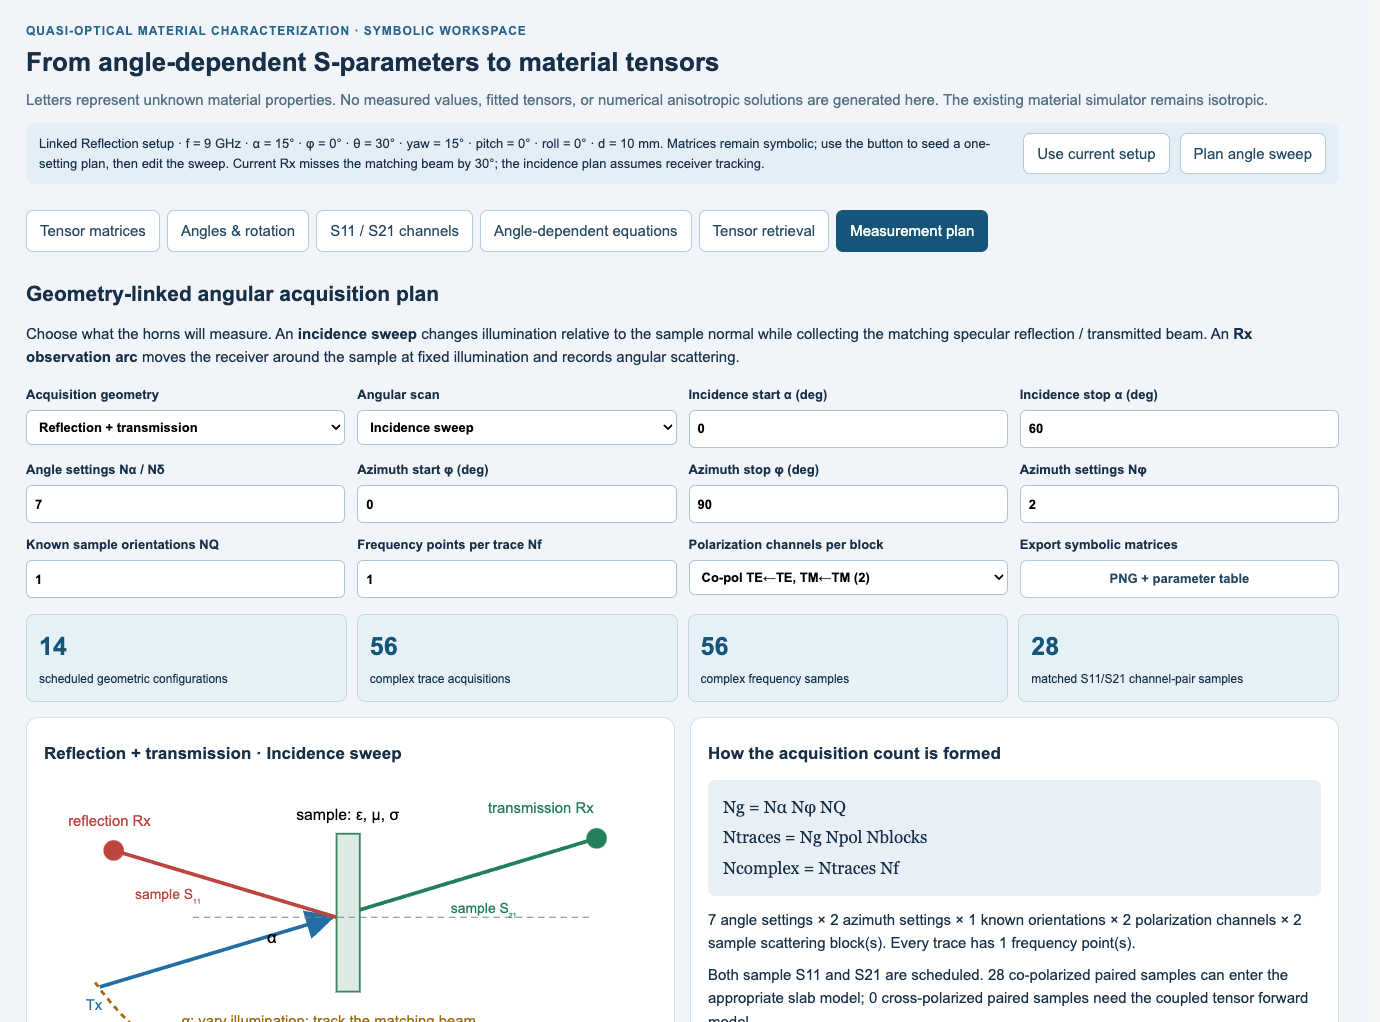 QUASI-OPTICAL MATERIAL CHARACTERIZATION · SYMBOLIC WORKSPACE
From angle-dependent S-parameters to material tensors
Letters represent unknown material properties. No measured values, fitted tensors, or numerical anisotropic solutions are generated here. The existing material simulator remains isotropic.
Linked Reflection setup · f = 9 GHz · α = 15° · φ = 0° · θ = 30° · yaw = 15° · pitch = 0° · roll = 0° · d = 10 mm. Matrices remain symbolic; use the button to seed a one-
setting plan, then edit the sweep. Current Rx misses the matching beam by 30°; the incidence plan assumes receiver tracking.
Use current setup
Plan angle sweep
Tensor matrices
Angles & rotation
S11 / S21 channels
Angle-dependent equations
Tensor retrieval
Measurement plan
Geometry-linked angular acquisition plan
Choose what the horns will measure. An incidence sweep changes illumination relative to the sample normal while collecting the matching specular reflection / transmitted beam. An Rx
observation arc moves the receiver around the sample at fixed illumination and records angular scattering.
Acquisition geometry
Angular scan
Incidence start α (deg)
Incidence stop α (deg)
Reflection + transmission
Incidence sweep
0
60
Angle settings Nα / Nδ
Azimuth start φ (deg)
Azimuth stop φ (deg)
Azimuth settings Nφ
7
0
90
2
Known sample orientations NQ
Frequency points per trace Nf
Polarization channels per block
Export symbolic matrices
1
1
Co-pol TE←TE, TM←TM (2)
PNG + parameter table
14
scheduled geometric configurations
56
complex trace acquisitions
56
complex frequency samples
28
matched S11/S21 channel-pair samples
Reflection + transmission · Incidence sweep
transmission Rx
sample: ε, μ, σ
reflection Rx
sample S11
sample S21
α
Tx
α: vary illumination; track the matching beam
How the acquisition count is formed
Ng = Nα Nφ NQ
Ntraces = Ng Npol Nblocks
Ncomplex = Ntraces Nf
7 angle settings × 2 azimuth settings × 1 known orientations × 2 polarization channels × 2
sample scattering block(s). Every trace has 1 frequency point(s).
Both sample S11 and S21 are scheduled. 28 co-polarized paired samples can enter the
appropriate slab model; 0 cross-polarized paired samples need the coupled tensor forward
model.